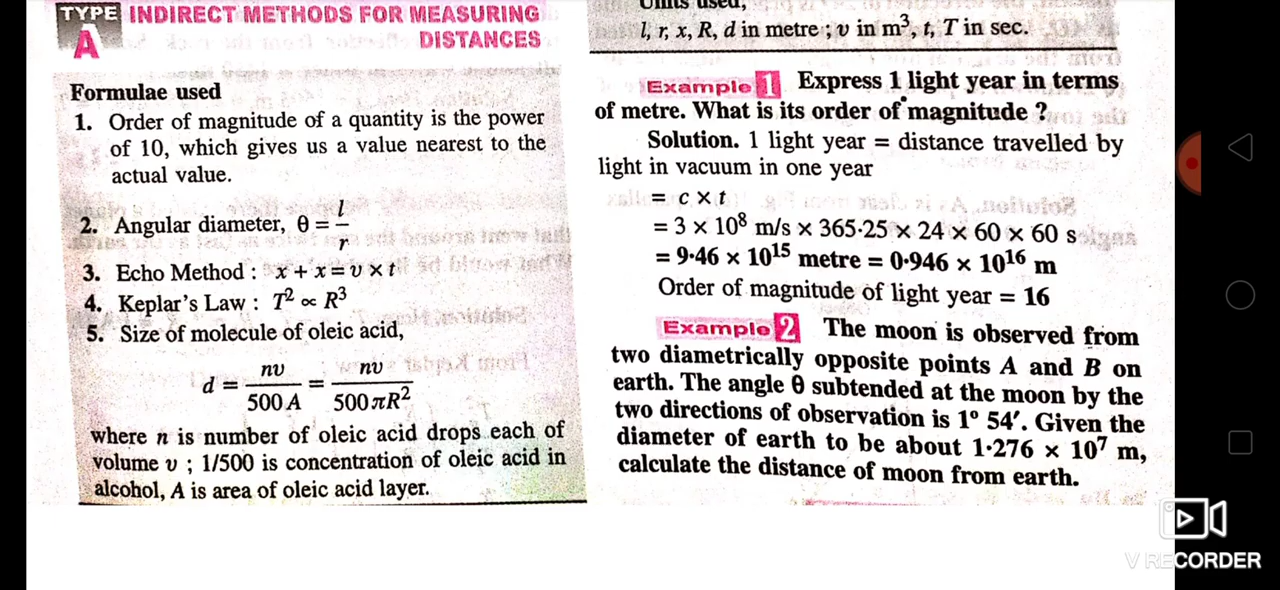 TYPE A INDIRECT METHODS FOR MEASURING
DISTANCES
Formulae used
1. Order of magnitude of a quantity is the power
of 10, which gives us a value nearest to the
actual value.
2. Angular diameter, θ = l/r
3. Echo Method : x + x = υ × t
4. Keplar's Law : T² ∝ R³
5. Size of molecule of oleic acid,
d = nυ/500 A = nυ/500 πR²
where n is number of oleic acid drops each of
volume υ ; 1/500 is concentration of oleic acid in
alcohol, A is area of oleic acid layer.
Units used,
l, r, x, R, d in metre ; υ in m³, t, T in sec.
Example 1 Express 1 light year in terms
of metre. What is its order of magnitude ?
Solution. 1 light year = distance travelled by
light in vacuum in one year
= c × t
= 3 × 10⁸ m/s × 365·25 × 24 × 60 × 60 s
= 9·46 × 10¹⁵ metre = 0·946 × 10¹⁶ m
Order of magnitude of light year = 16
Example 2 The moon is observed from
two diametrically opposite points A and B on
earth. The angle θ subtended at the moon by the
two directions of observation is 1° 54′. Given the
diameter of earth to be about 1·276 × 10⁷ m,
calculate the distance of moon from earth.
V RECORDER